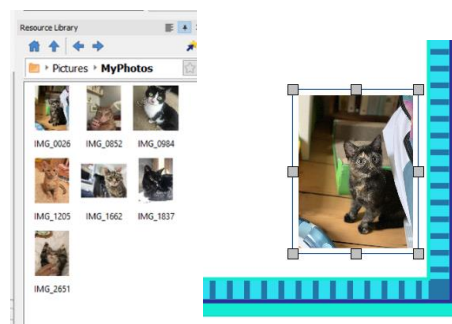 Resource Library
Pictures MyPhotos
IMG_0026 IMG_0852 IMG_0984
IMG_1205 IMG_1662 IMG_1837
IMG_2651